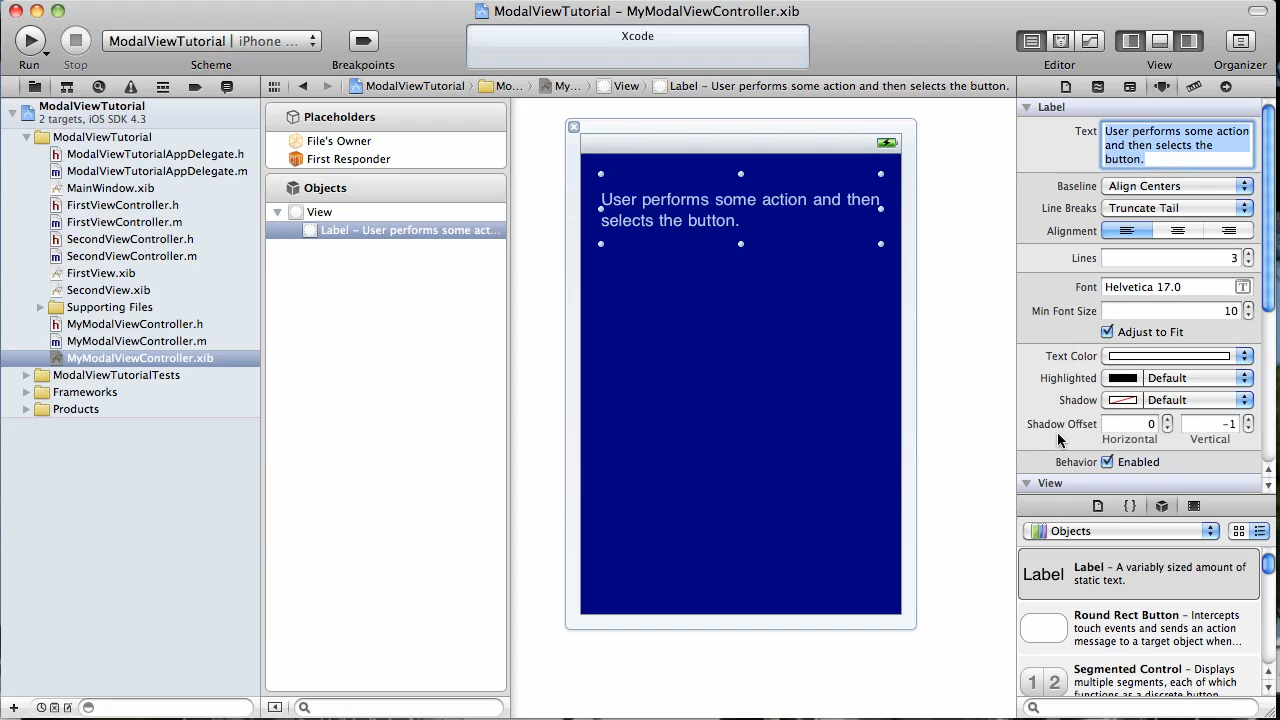 ModalViewTutorial – MyModalViewController.xib
Run
Stop
ModalViewTutorial | iPhone ...
Scheme
Breakpoints
Xcode
Editor
View
Organizer
ModalViewTutorial
Mo...
My...
View
Label – User performs some action and then selects the button.
ModalViewTutorial
2 targets, iOS SDK 4.3
ModalViewTutorial
h ModalViewTutorialAppDelegate.h
m ModalViewTutorialAppDelegate.m
MainWindow.xib
h FirstViewController.h
m FirstViewController.m
h SecondViewController.h
m SecondViewController.m
FirstView.xib
SecondView.xib
Supporting Files
h MyModalViewController.h
m MyModalViewController.m
MyModalViewController.xib
ModalViewTutorialTests
Frameworks
Products
Placeholders
File's Owner
First Responder
Objects
View
Label – User performs some act...
User performs some action and then
selects the button.
Label
Text
User performs some action
and then selects the
button.
Baseline Align Centers
Line Breaks Truncate Tail
Alignment
Lines 3
Font Helvetica 17.0 T
Min Font Size 10
Adjust to Fit
Text Color
Highlighted Default
Shadow Default
Shadow Offset 0 -1
Horizontal Vertical
Behavior Enabled
View
{ }
Objects
Label
Label – A variably sized amount of
static text.
Round Rect Button – Intercepts
touch events and sends an action
message to a target object when...
1 2
Segmented Control – Displays
multiple segments, each of which
functions as a discrete button.